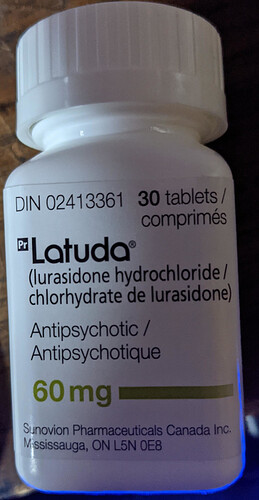 DIN 02413361 30 tablets /
comprimés
Pr Latuda®
(lurasidone hydrochloride /
chlorhydrate de lurasidone)
Antipsychotic /
Antipsychotique
60 mg
Sunovion Pharmaceuticals Canada Inc.
Mississauga, ON L5N 0E8